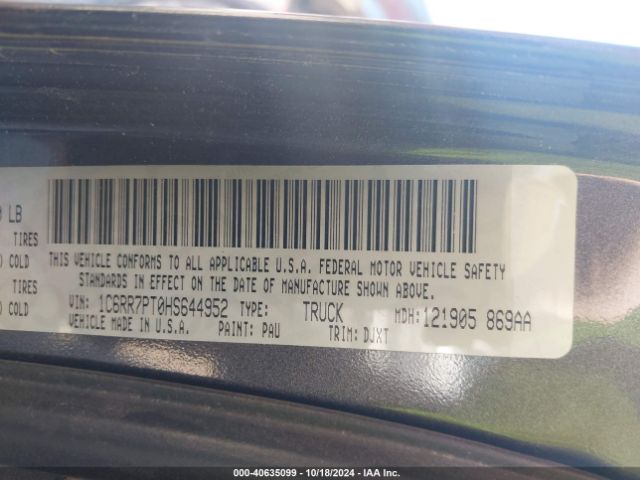 0 LB
TIRES
COLD
TIRES
COLD
THIS VEHICLE CONFORMS TO ALL APPLICABLE U.S.A. FEDERAL MOTOR VEHICLE SAFETY
STANDARDS IN EFFECT ON THE DATE OF MANUFACTURE SHOWN ABOVE.
VIN: 1C6RR7PT0HS644952 TYPE: TRUCK MDH: 121905 869AA
VEHICLE MADE IN U.S.A. PAINT: PAU TRIM: DJXT
000-40635099 | 10/18/2024 | IAA Inc.